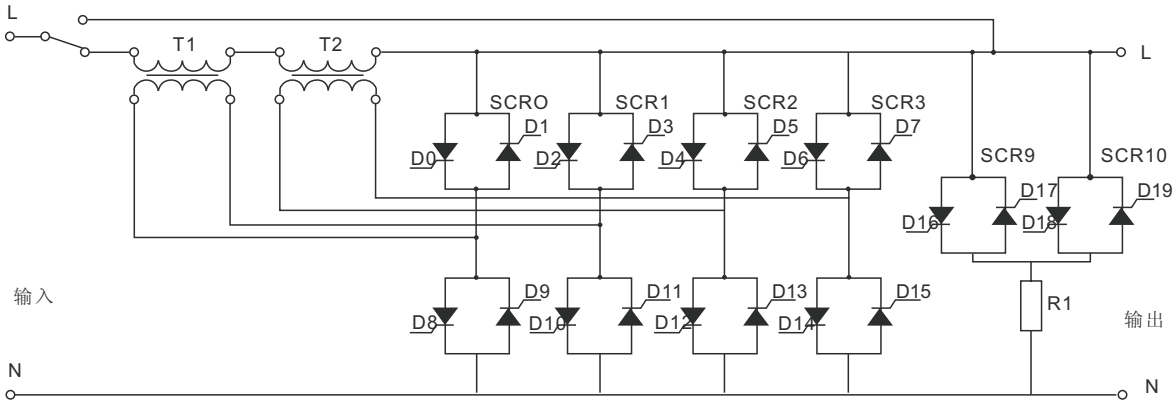 L
T1
T2
L
SCRO
SCR1
SCR2
SCR3
D1
D3
D5
D7
D0
D2
D4
D6
SCR9
SCR10
D17
D19
D16
D18
输入
D9
D11
D13
D15
R1
D8
D10
D12
D14
输出
N
N